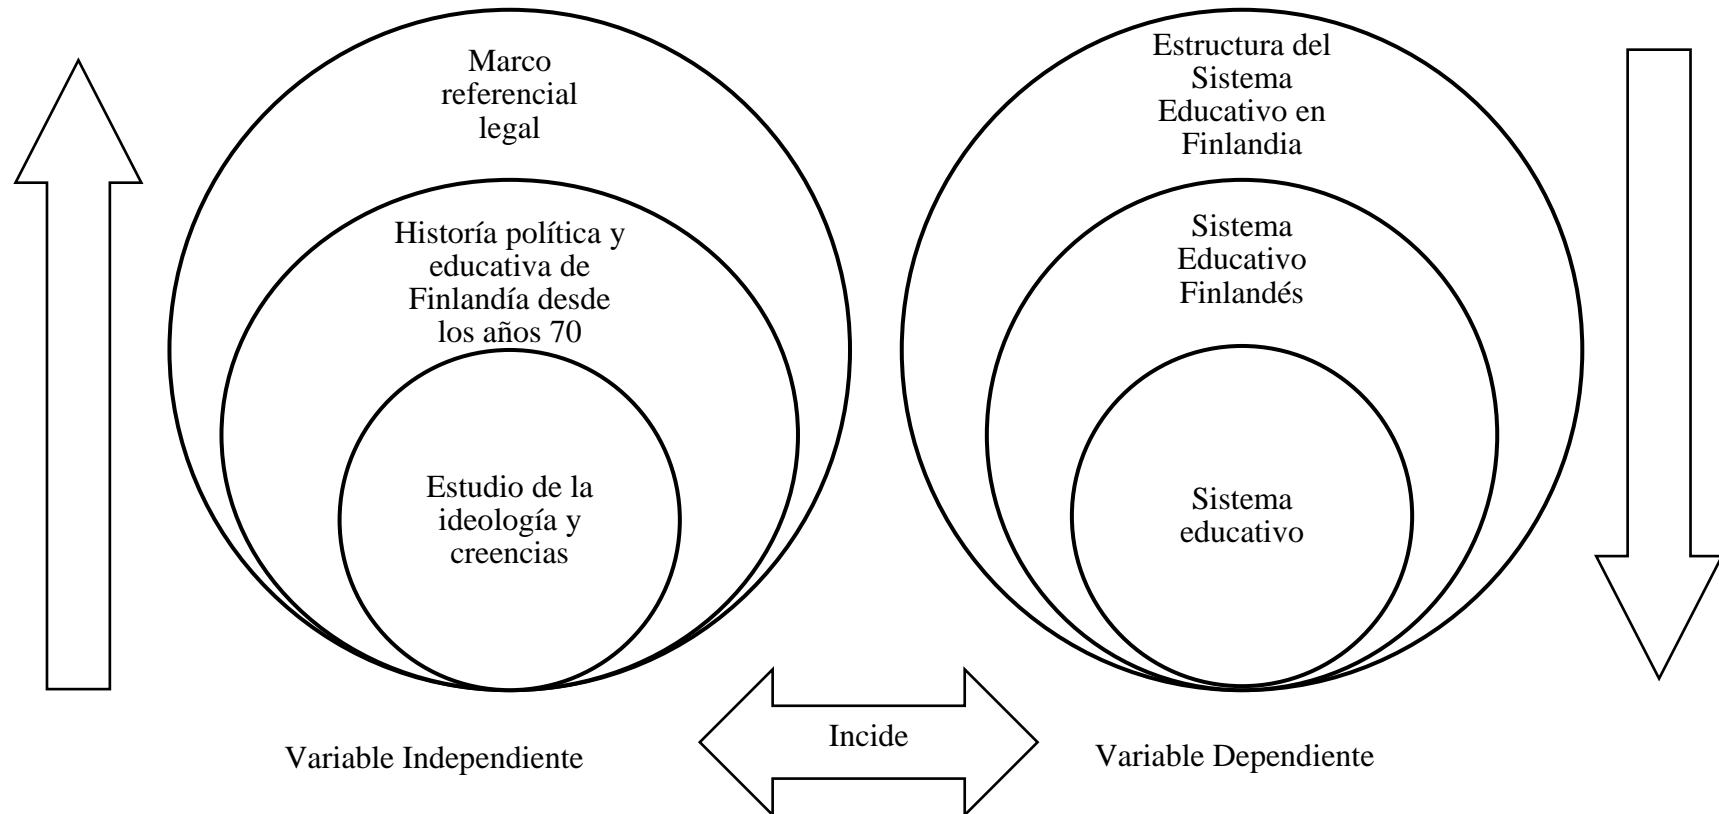 Marco
referencial
legal
Historía política y
educativa de
Finlandía desde
los años 70
Estudio de la
ideología y
creencias
Estructura del
Sistema
Educativo en
Finlandia
Sistema
Educativo
Finlandés
Sistema
educativo
Variable Independiente
Incide
Variable Dependiente